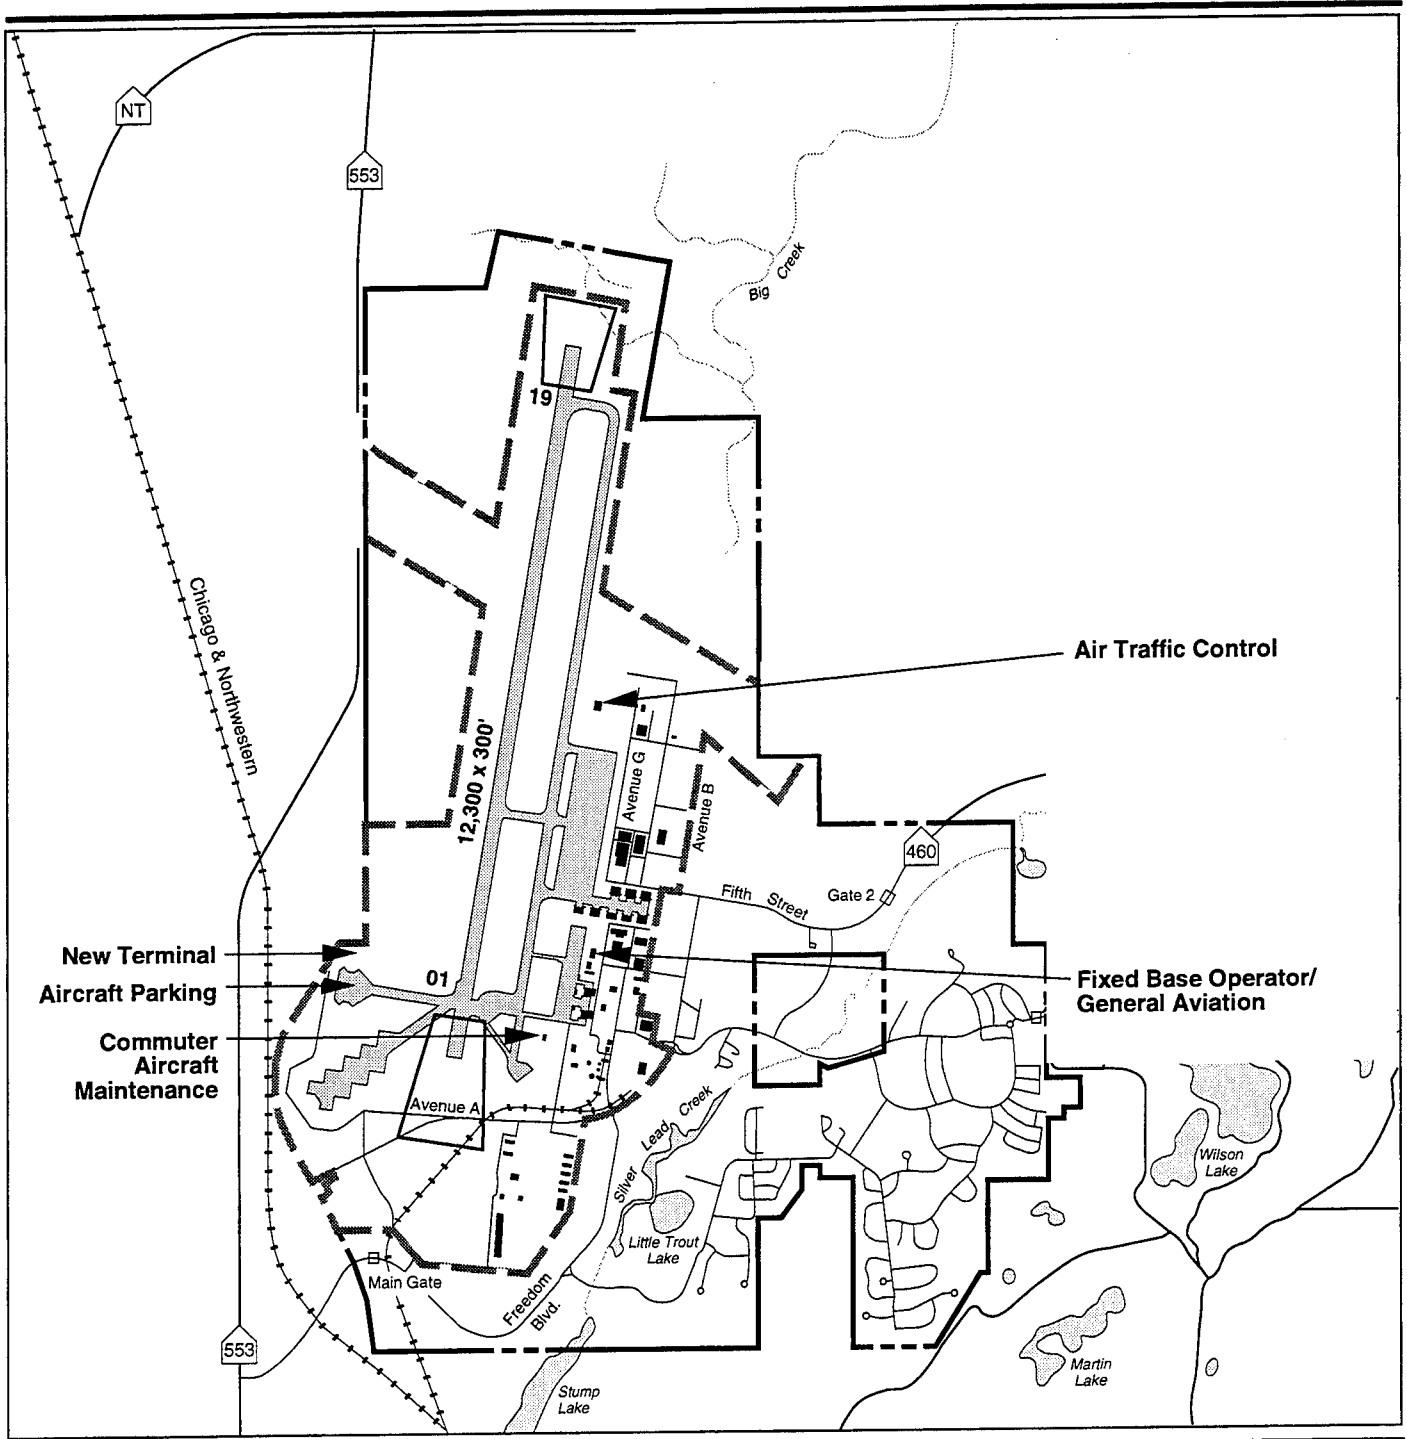 NT
553
Big Creek
19
Chicago & Northwestern
Air Traffic Control
12,300 x 300'
Avenue G
Avenue B
460
Fifth Street
Gate 2
New Terminal
01
Aircraft Parking
Fixed Base Operator/
General Aviation
Commuter
Aircraft
Maintenance
Avenue A
Silver Lead Creek
Wilson
Lake
Little Trout
Lake
Main Gate
Freedom
Blvd.
553
Martin
Lake
Stump
Lake